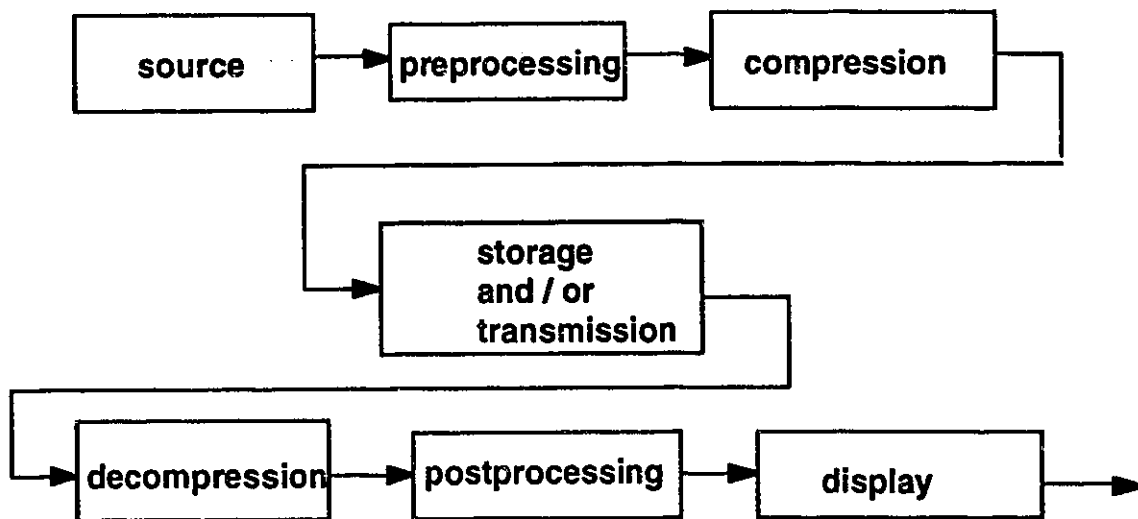 source
preprocessing
compression
storage
and / or
transmission
decompression
postprocessing
display